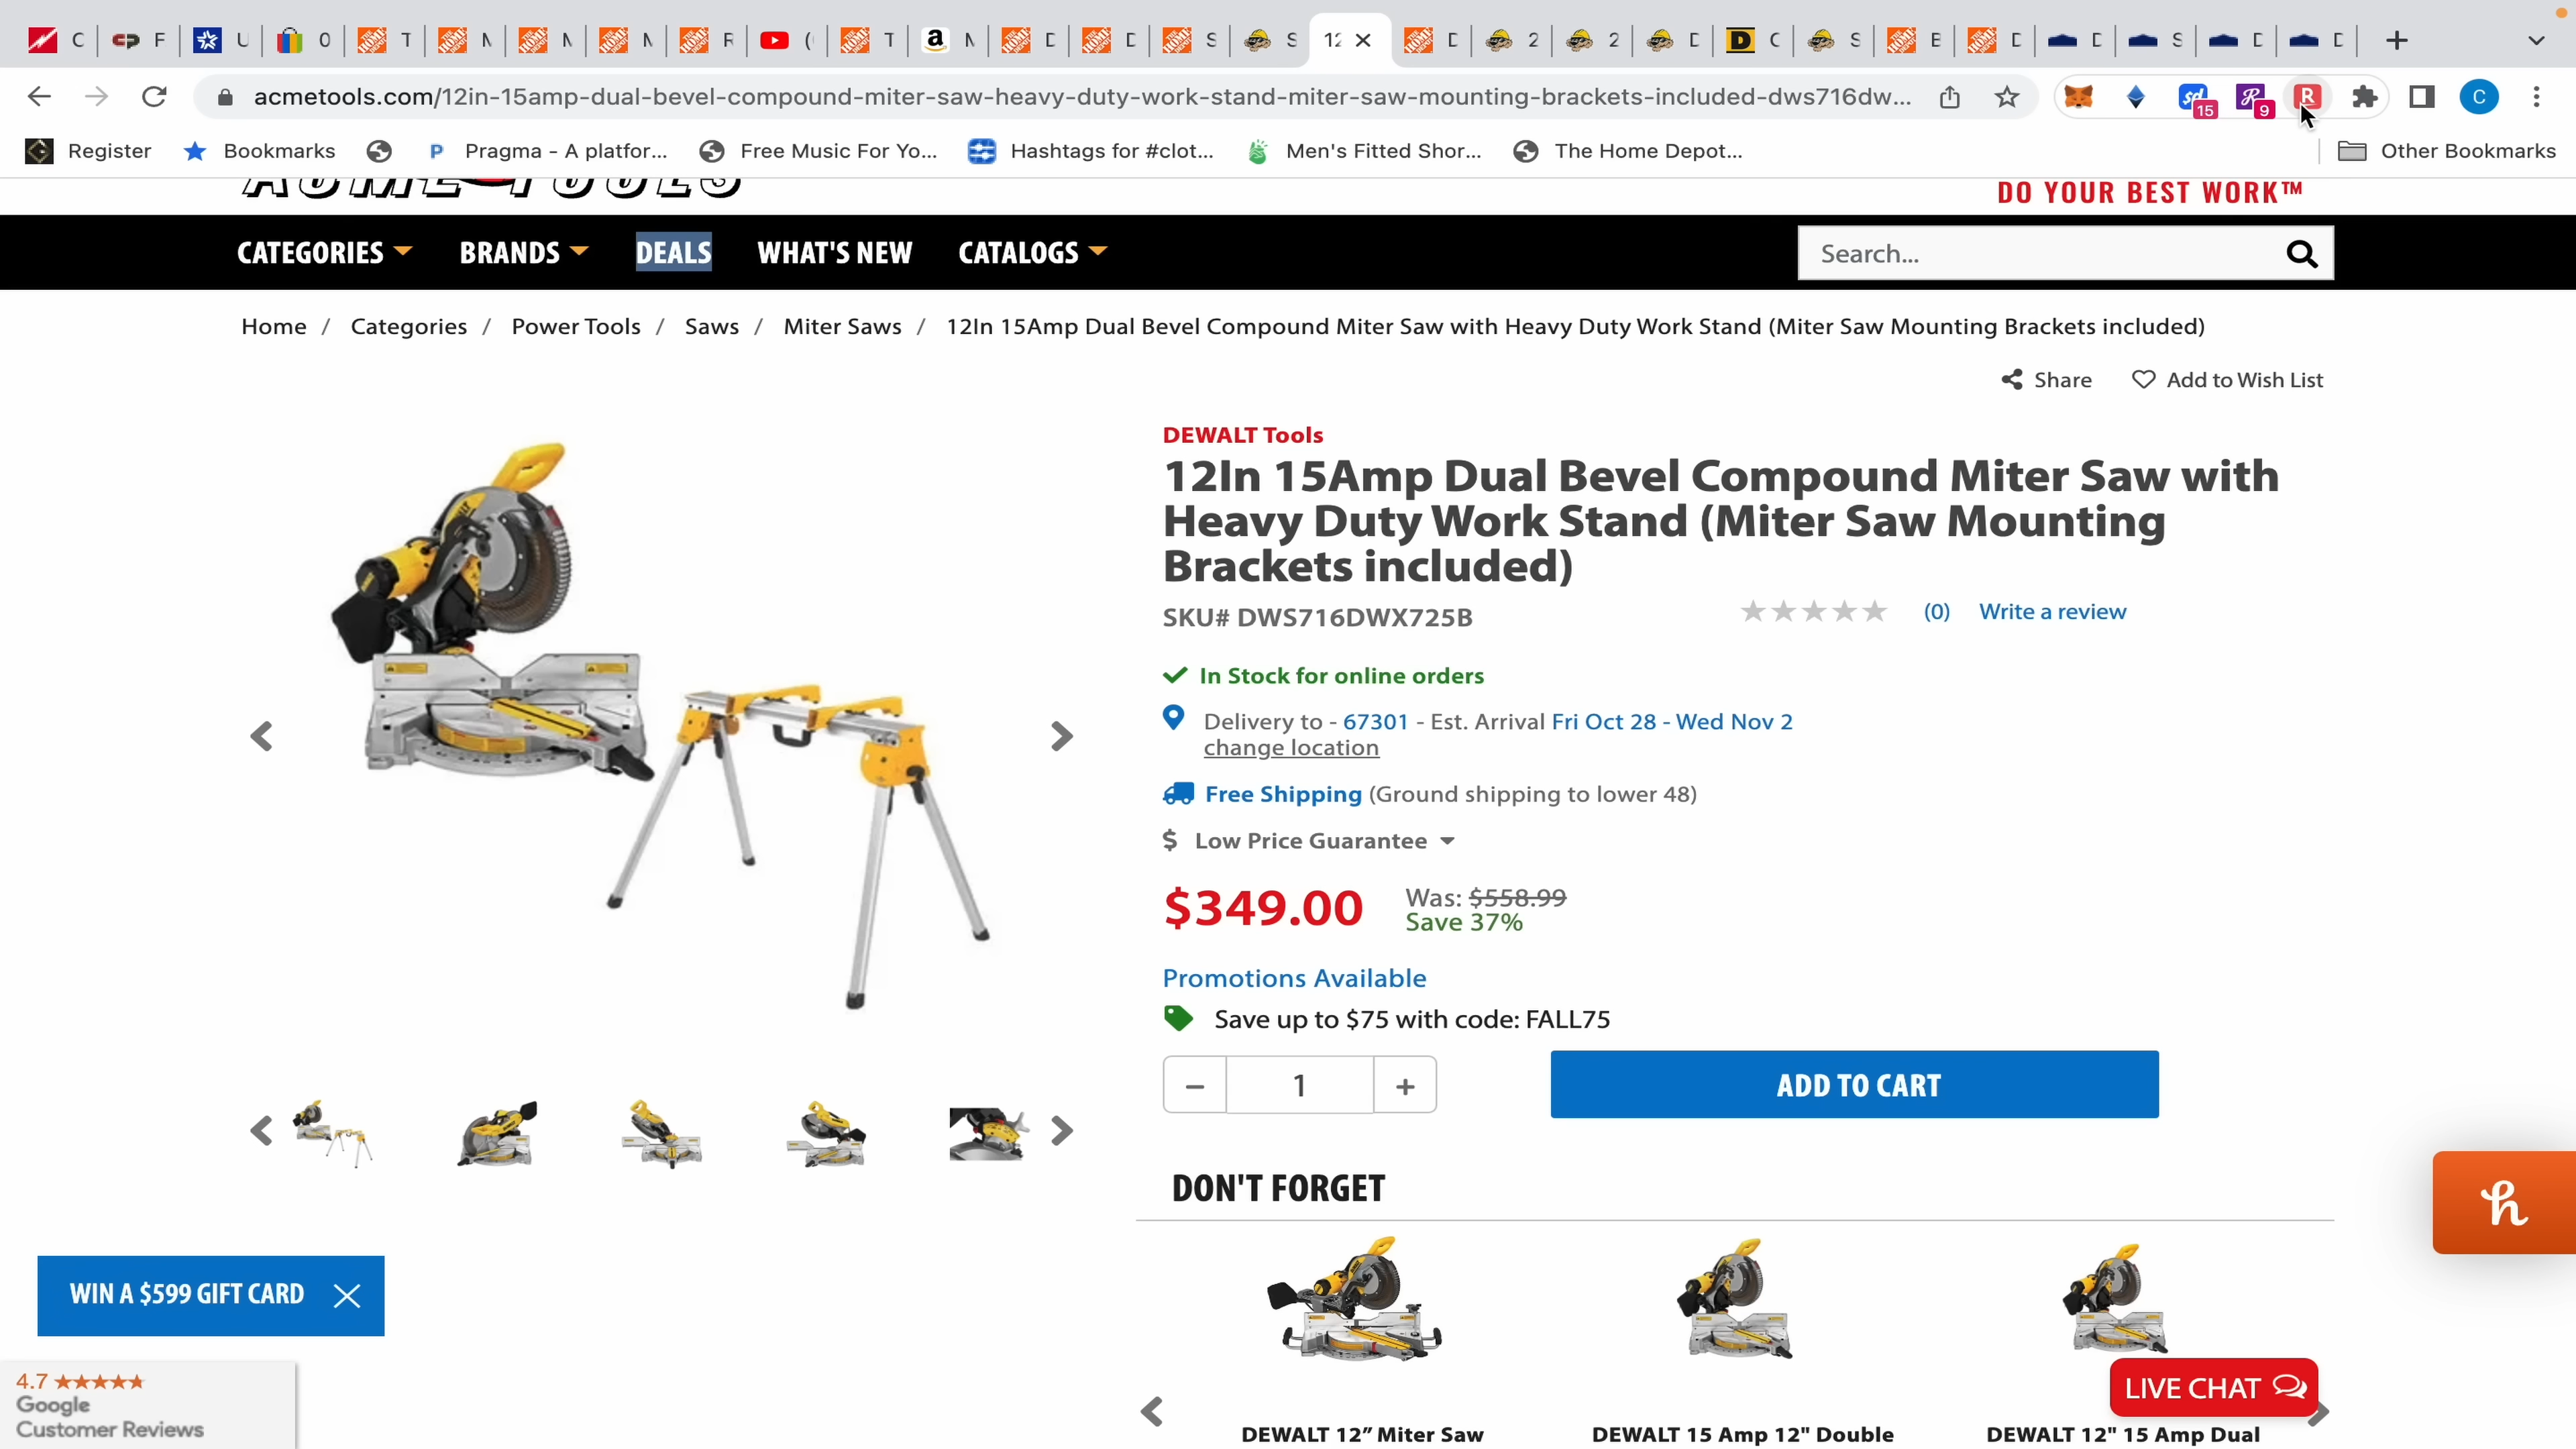 C F U 0 T M M M R ( T M D D S S 12 D 2 2 D C S E D D S D D
acmetools.com/12in-15amp-dual-bevel-compound-miter-saw-heavy-duty-work-stand-miter-saw-mounting-brackets-included-dws716dw...
15 9 R C
Register Bookmarks Pragma - A platfor... Free Music For Yo... Hashtags for #clot... Men's Fitted Shor... The Home Depot... Other Bookmarks
ACME TOOLS
DO YOUR BEST WORK™
CATEGORIES BRANDS DEALS WHAT'S NEW CATALOGS Search...
Home / Categories / Power Tools / Saws / Miter Saws / 12In 15Amp Dual Bevel Compound Miter Saw with Heavy Duty Work Stand (Miter Saw Mounting Brackets included)
Share Add to Wish List
DEWALT Tools
12In 15Amp Dual Bevel Compound Miter Saw with
Heavy Duty Work Stand (Miter Saw Mounting
Brackets included)
SKU# DWS716DWX725B (0) Write a review
In Stock for online orders
Delivery to - 67301 - Est. Arrival Fri Oct 28 - Wed Nov 2
change location
Free Shipping (Ground shipping to lower 48)
$ Low Price Guarantee
$349.00 Was: $558.99
Save 37%
Promotions Available
Save up to $75 with code: FALL75
− 1 + ADD TO CART
DON'T FORGET
WIN A $599 GIFT CARD
4.7
Google
Customer Reviews
LIVE CHAT
DEWALT 12” Miter Saw DEWALT 15 Amp 12" Double DEWALT 12" 15 Amp Dual